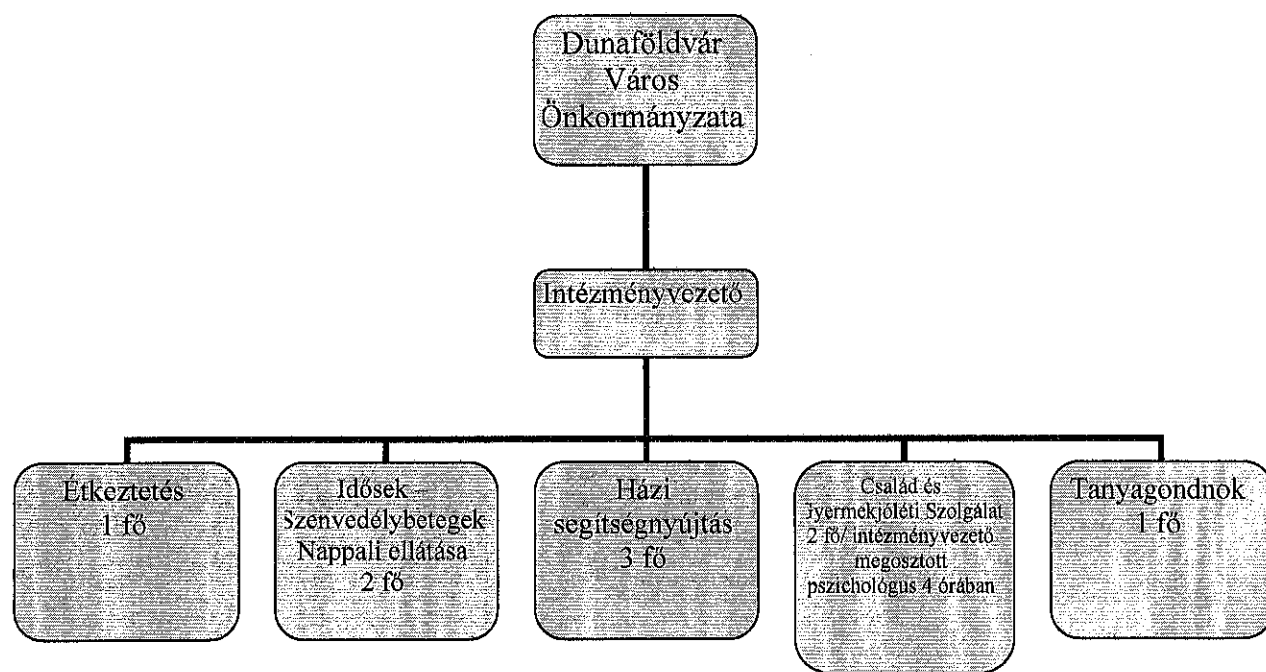 Dunaföldvár
Város
Önkormányzata
Intézményvezető
Étkeztetés
1 fő
Idősek –
Szenvedélybetegek
Nappali ellátása
2 fő
Házi
segítségnyújtás
3 fő
Család és
yermekjóléti Szolgálat
2 fő/ intézményvezető
megosztott
pszichológus 4 órában
Tanyagondnok
1 fő